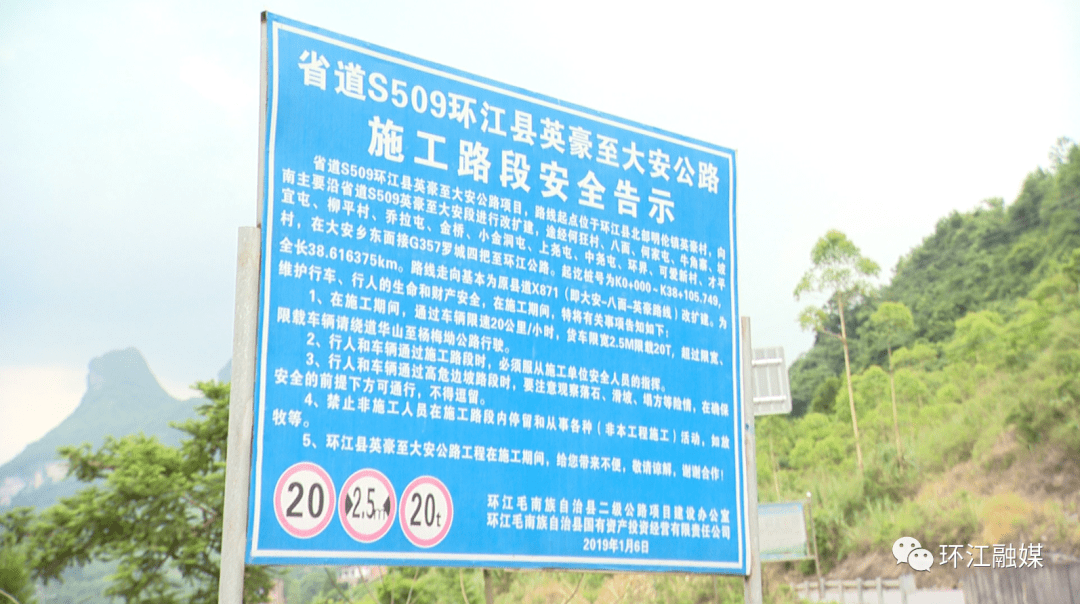 省道S509环江县英豪至大安公路
施工路段安全告示
省道S509环江县英豪至大安公路项目，路线起点位于环江县北部明伦镇英豪村，向
南主要沿省道S509英豪至大安段进行改扩建，途经何狂村、八面、何家屯、牛角寨、坡
宜屯、柳平村、乔拉屯、金桥、小金洞屯、上尧屯、中尧屯、环界、可爱新村、才平
村，在大安乡东面接G357罗城四把至环江公路。起讫桩号为K0+000~K38+105.749，
全长38.616375km。路线走向基本为原县道X871（即大安-八面-英豪路线）改扩建。为
维护行车、行人的生命和财产安全，在施工期间，特将有关事项告知如下：
1、在施工期间，通过车辆限速20公里/小时，货车限宽2.5M限载20T，超过限宽、
限载车辆请绕道华山至杨梅坳公路行驶。
2、行人和车辆通过施工路段时，必须服从施工单位安全人员的指挥。
3、行人和车辆通过高危边坡路段时，要注意观察落石、滑坡、塌方等险情，在确保
安全的前提下方可通行，不得逗留。
4、禁止非施工人员在施工路段内停留和从事各种（非本工程施工）活动，如放
牧等。
5、环江县英豪至大安公路工程在施工期间，给您带来不便，敬请谅解，谢谢合作！
20
2.5m
20t
环江毛南族自治县二级公路项目建设办公室
环江毛南族自治县国有资产投资经营有限责任公司
2019年1月6日
环江融媒